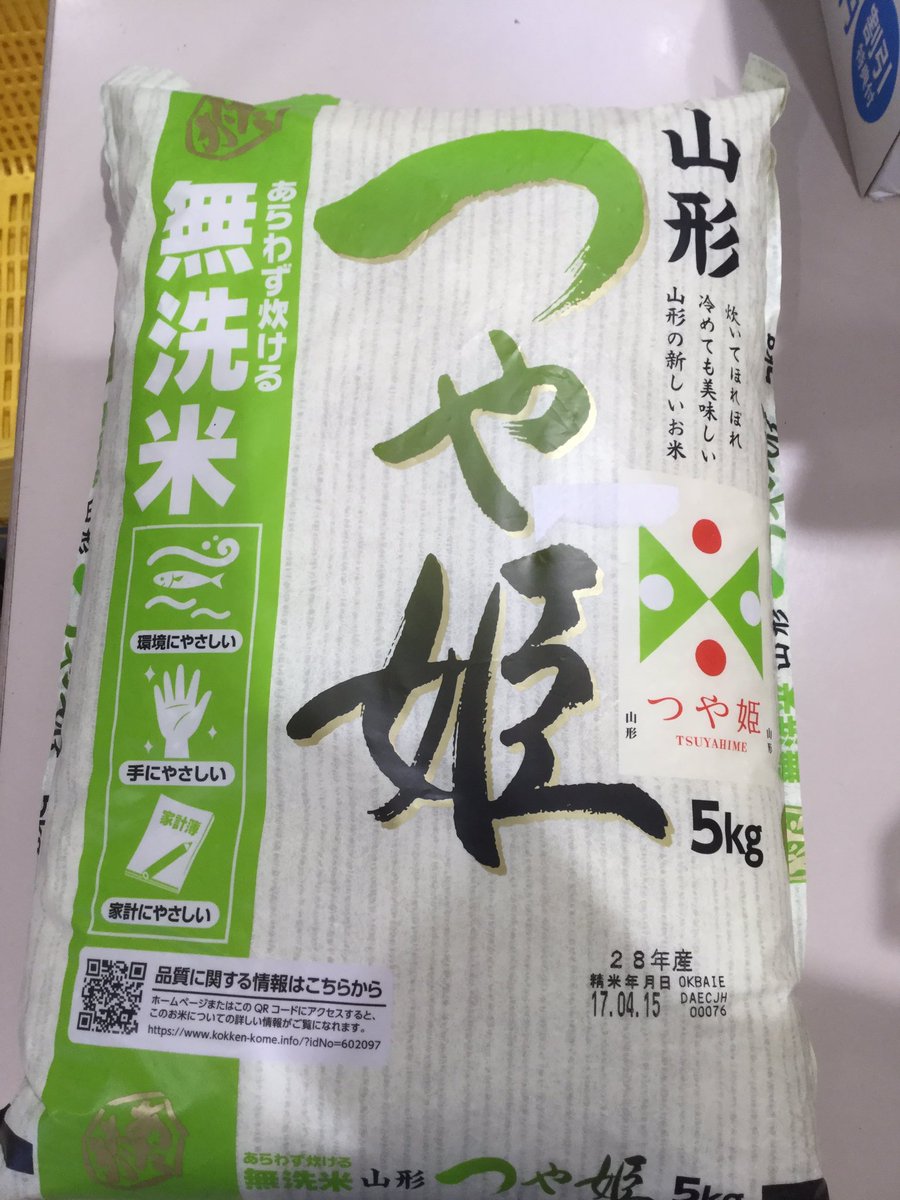 山形
つや姫
炊いてほれぼれ
冷めても美味しい
山形の新しいお米
あらわず炊ける
無洗米
環境にやさしい
手にやさしい
家計簿
家計にやさしい
つや姫
TSUYAHIME
山形
山形
5kg
28年産
精米年月日 OKBAIE
17.04.15 DAECJH
00076
品質に関する情報はこちらから
ホームページまたはこのQRコードにアクセスすると、
このお米についての詳しい情報がご覧になれます。
https://www.kokken-kome.info/?idNo=602097
あらわず炊ける
無洗米 山形 つや姫 5kg
割引